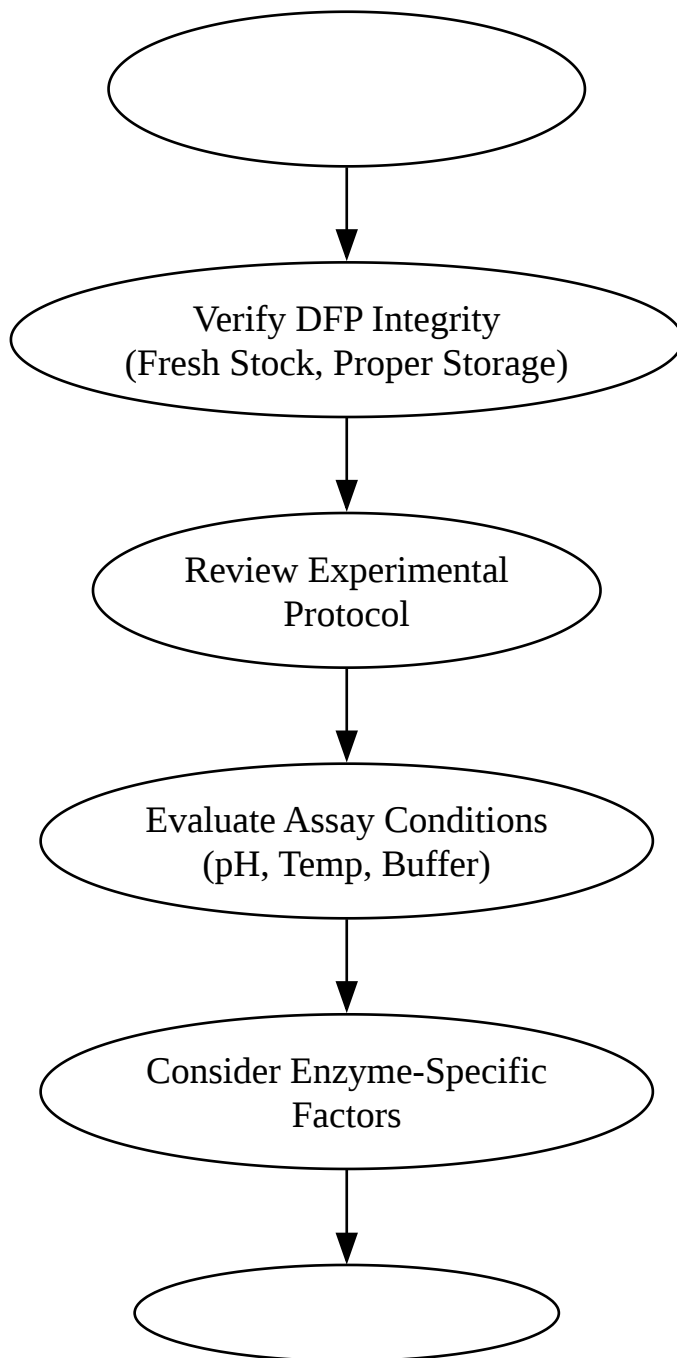 Verify DFP Integrity
(Fresh Stock, Proper Storage)
Review Experimental
Protocol
Evaluate Assay Conditions
(pH, Temp, Buffer)
Consider Enzyme-Specific
Factors